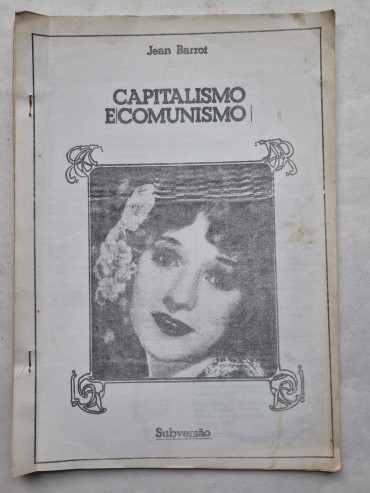 Jean Barrot
CAPITALISMO
E COMUNISMO
Subversão